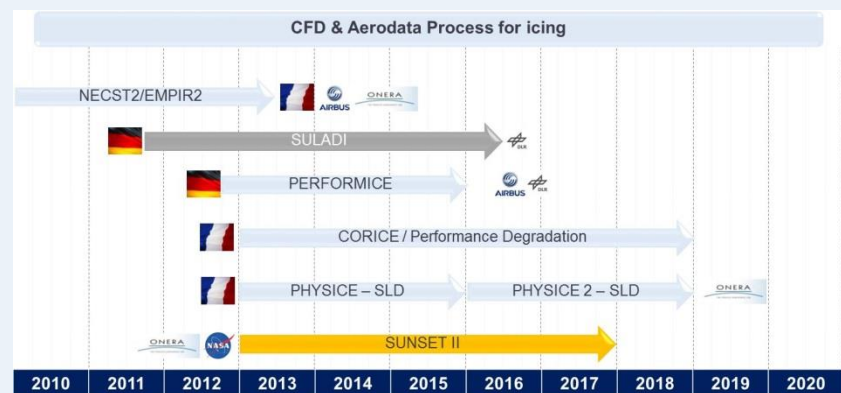 CFD & Aerodata Process for icing
NECST2/EMPIR2
AIRBUS
ONERA
SULADI
DLR
PERFORMICE
AIRBUS
DLR
CORICE / Performance Degradation
PHYSICE – SLD
PHYSICE 2 – SLD
ONERA
ONERA
NASA
SUNSET II
2010 2011 2012 2013 2014 2015 2016 2017 2018 2019 2020